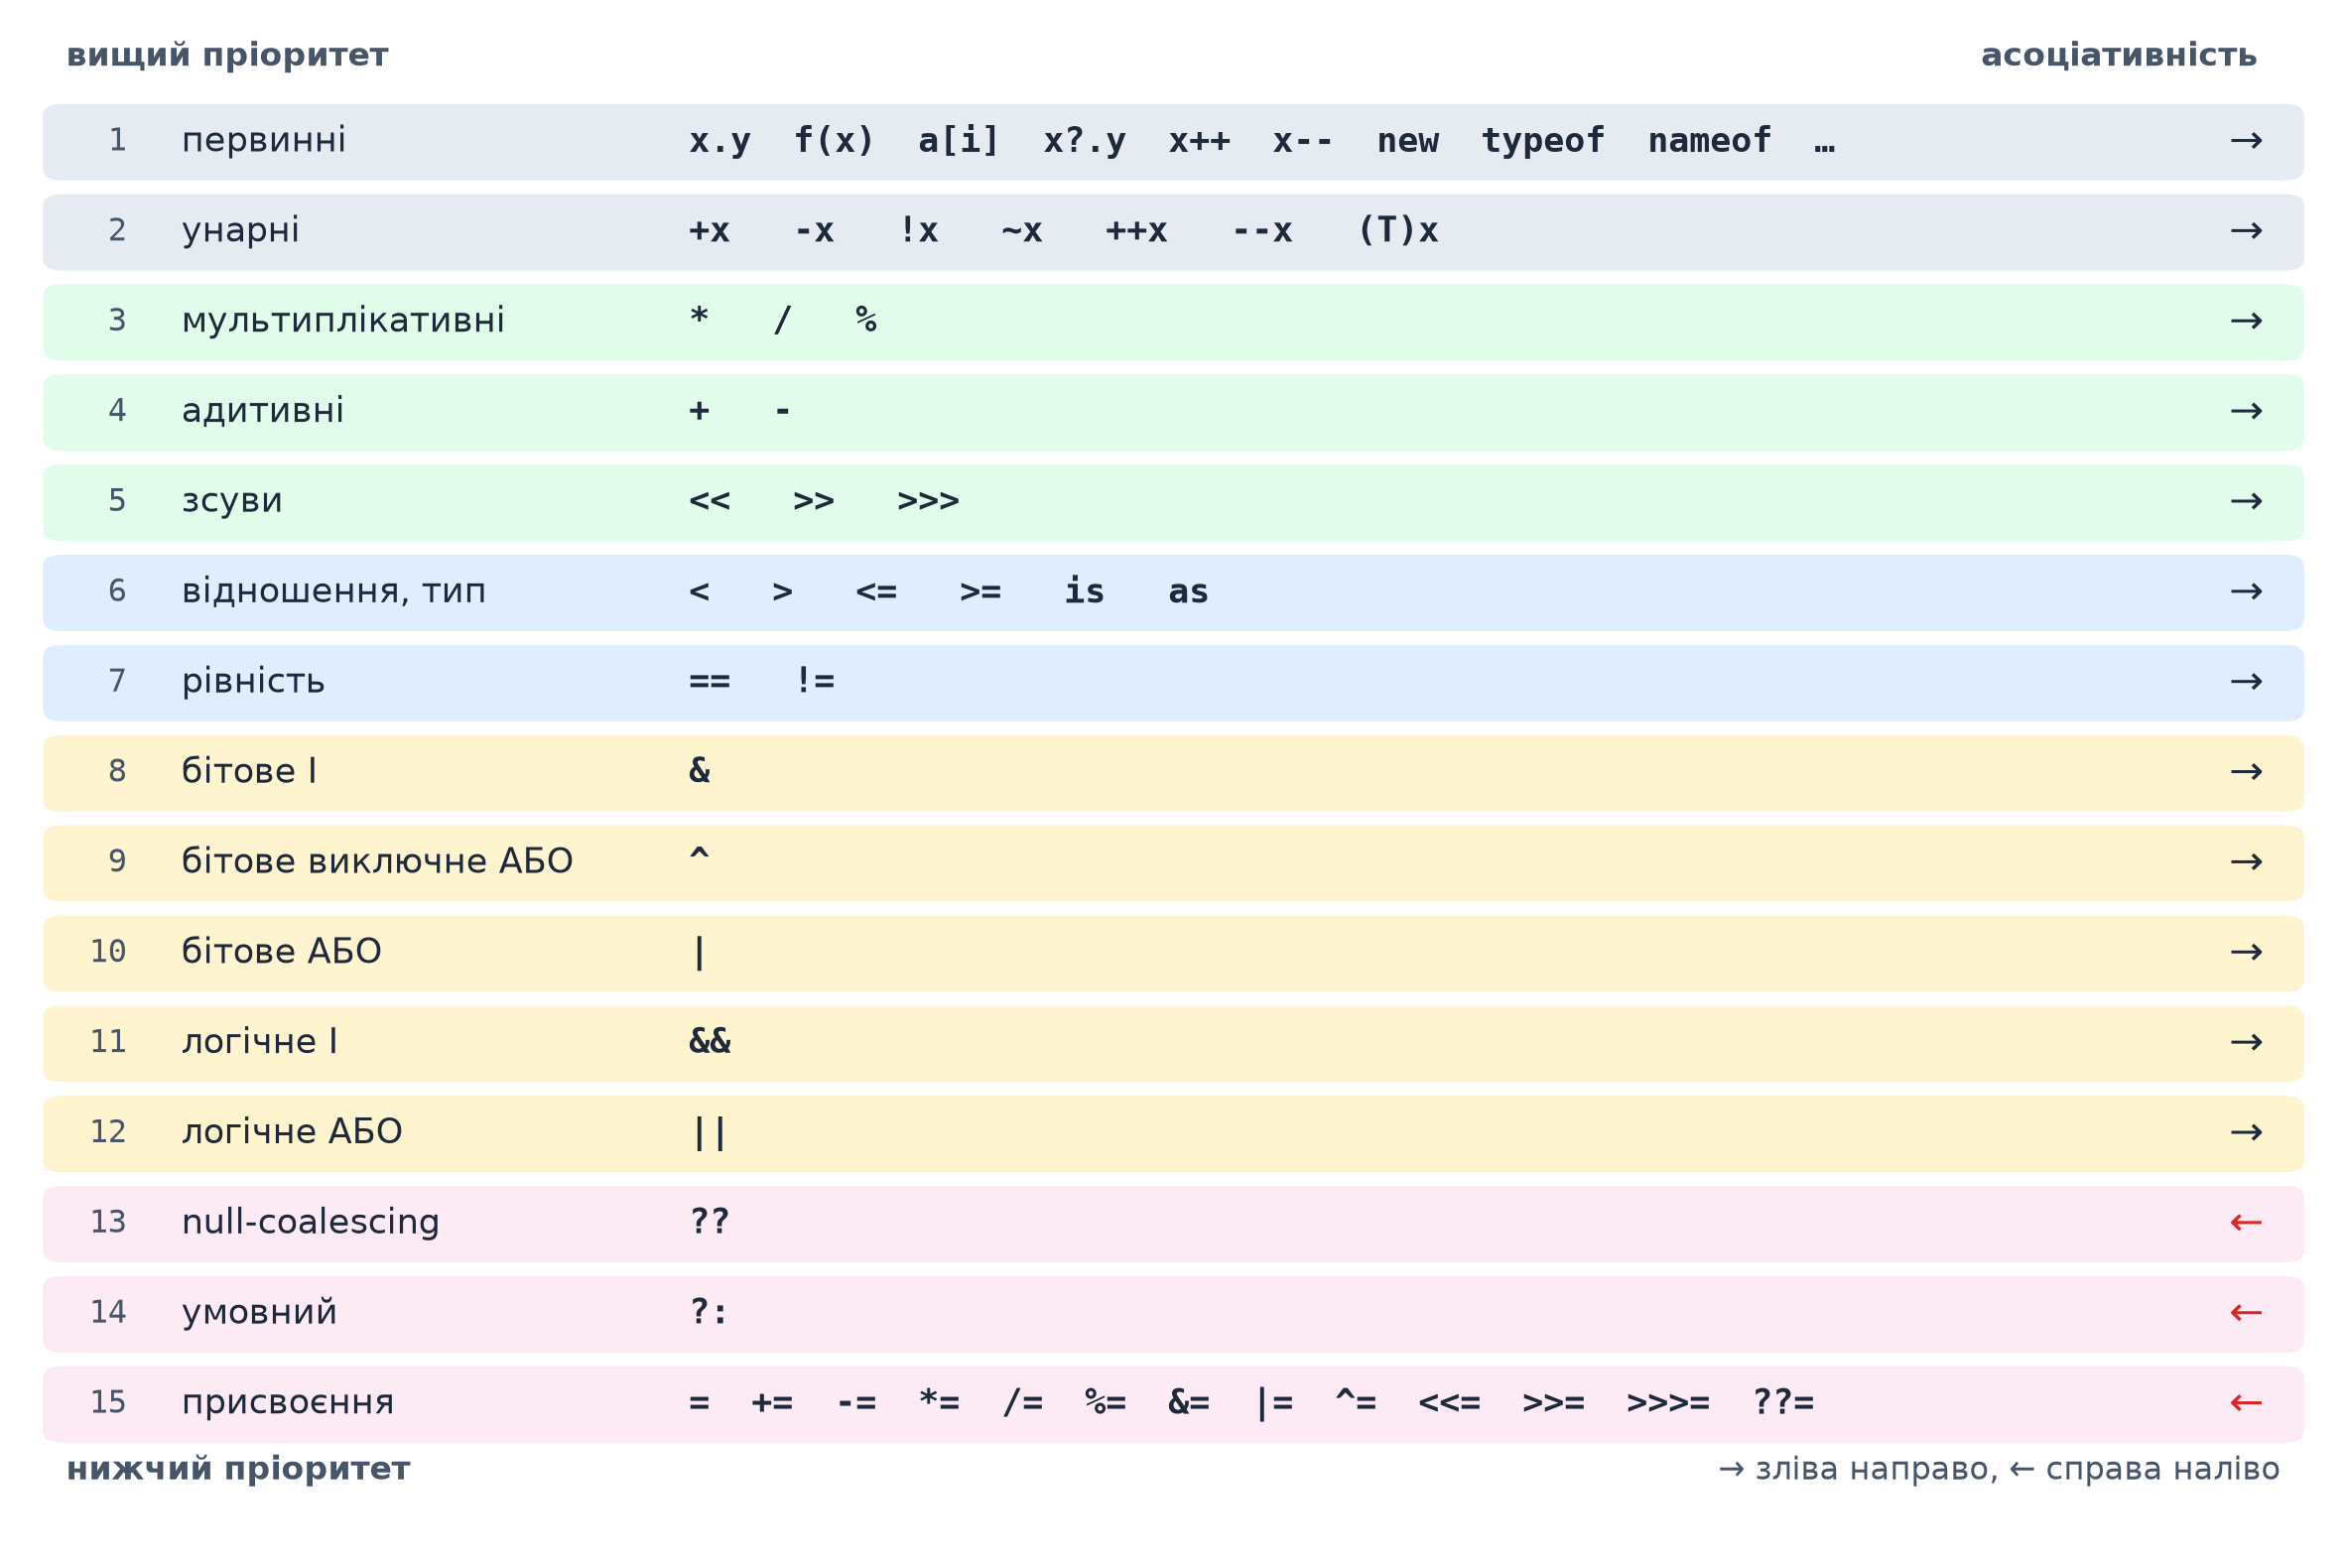 вищий пріоритет асоціативність
1 первинні x.y f(x) a[i] x?.y x++ x-- new typeof nameof … →
2 унарні +x -x !x ~x ++x --x (T)x →
3 мультиплікативні * / % →
4 адитивні + - →
5 зсуви << >> >>> →
6 відношення, тип < > <= >= is as →
7 рівність == != →
8 бітове І & →
9 бітове виключне АБО ^ →
10 бітове АБО | →
11 логічне І && →
12 логічне АБО || →
13 null-coalescing ?? ←
14 умовний ?: ←
15 присвоєння = += -= *= /= %= &= |= ^= <<= >>= >>>= ??= ←
нижчий пріоритет → зліва направо, ← справа наліво